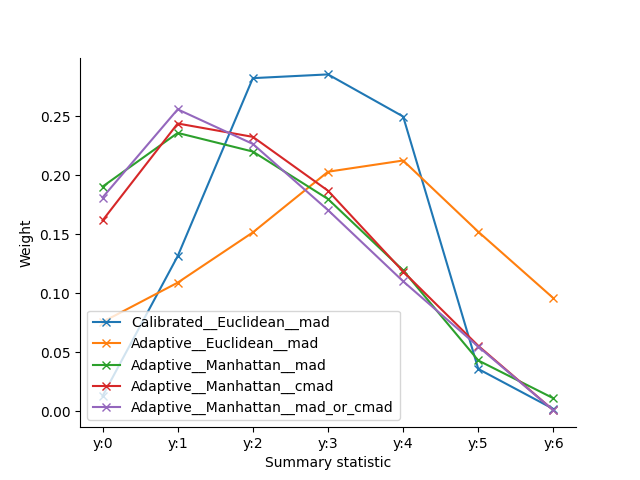 Weight
0.25
0.20
0.15
0.10
0.05
0.00
Calibrated__Euclidean__mad
Adaptive__Euclidean__mad
Adaptive__Manhattan__mad
Adaptive__Manhattan__cmad
Adaptive__Manhattan__mad_or_cmad
y:0 y:1 y:2 y:3 y:4 y:5 y:6
Summary statistic